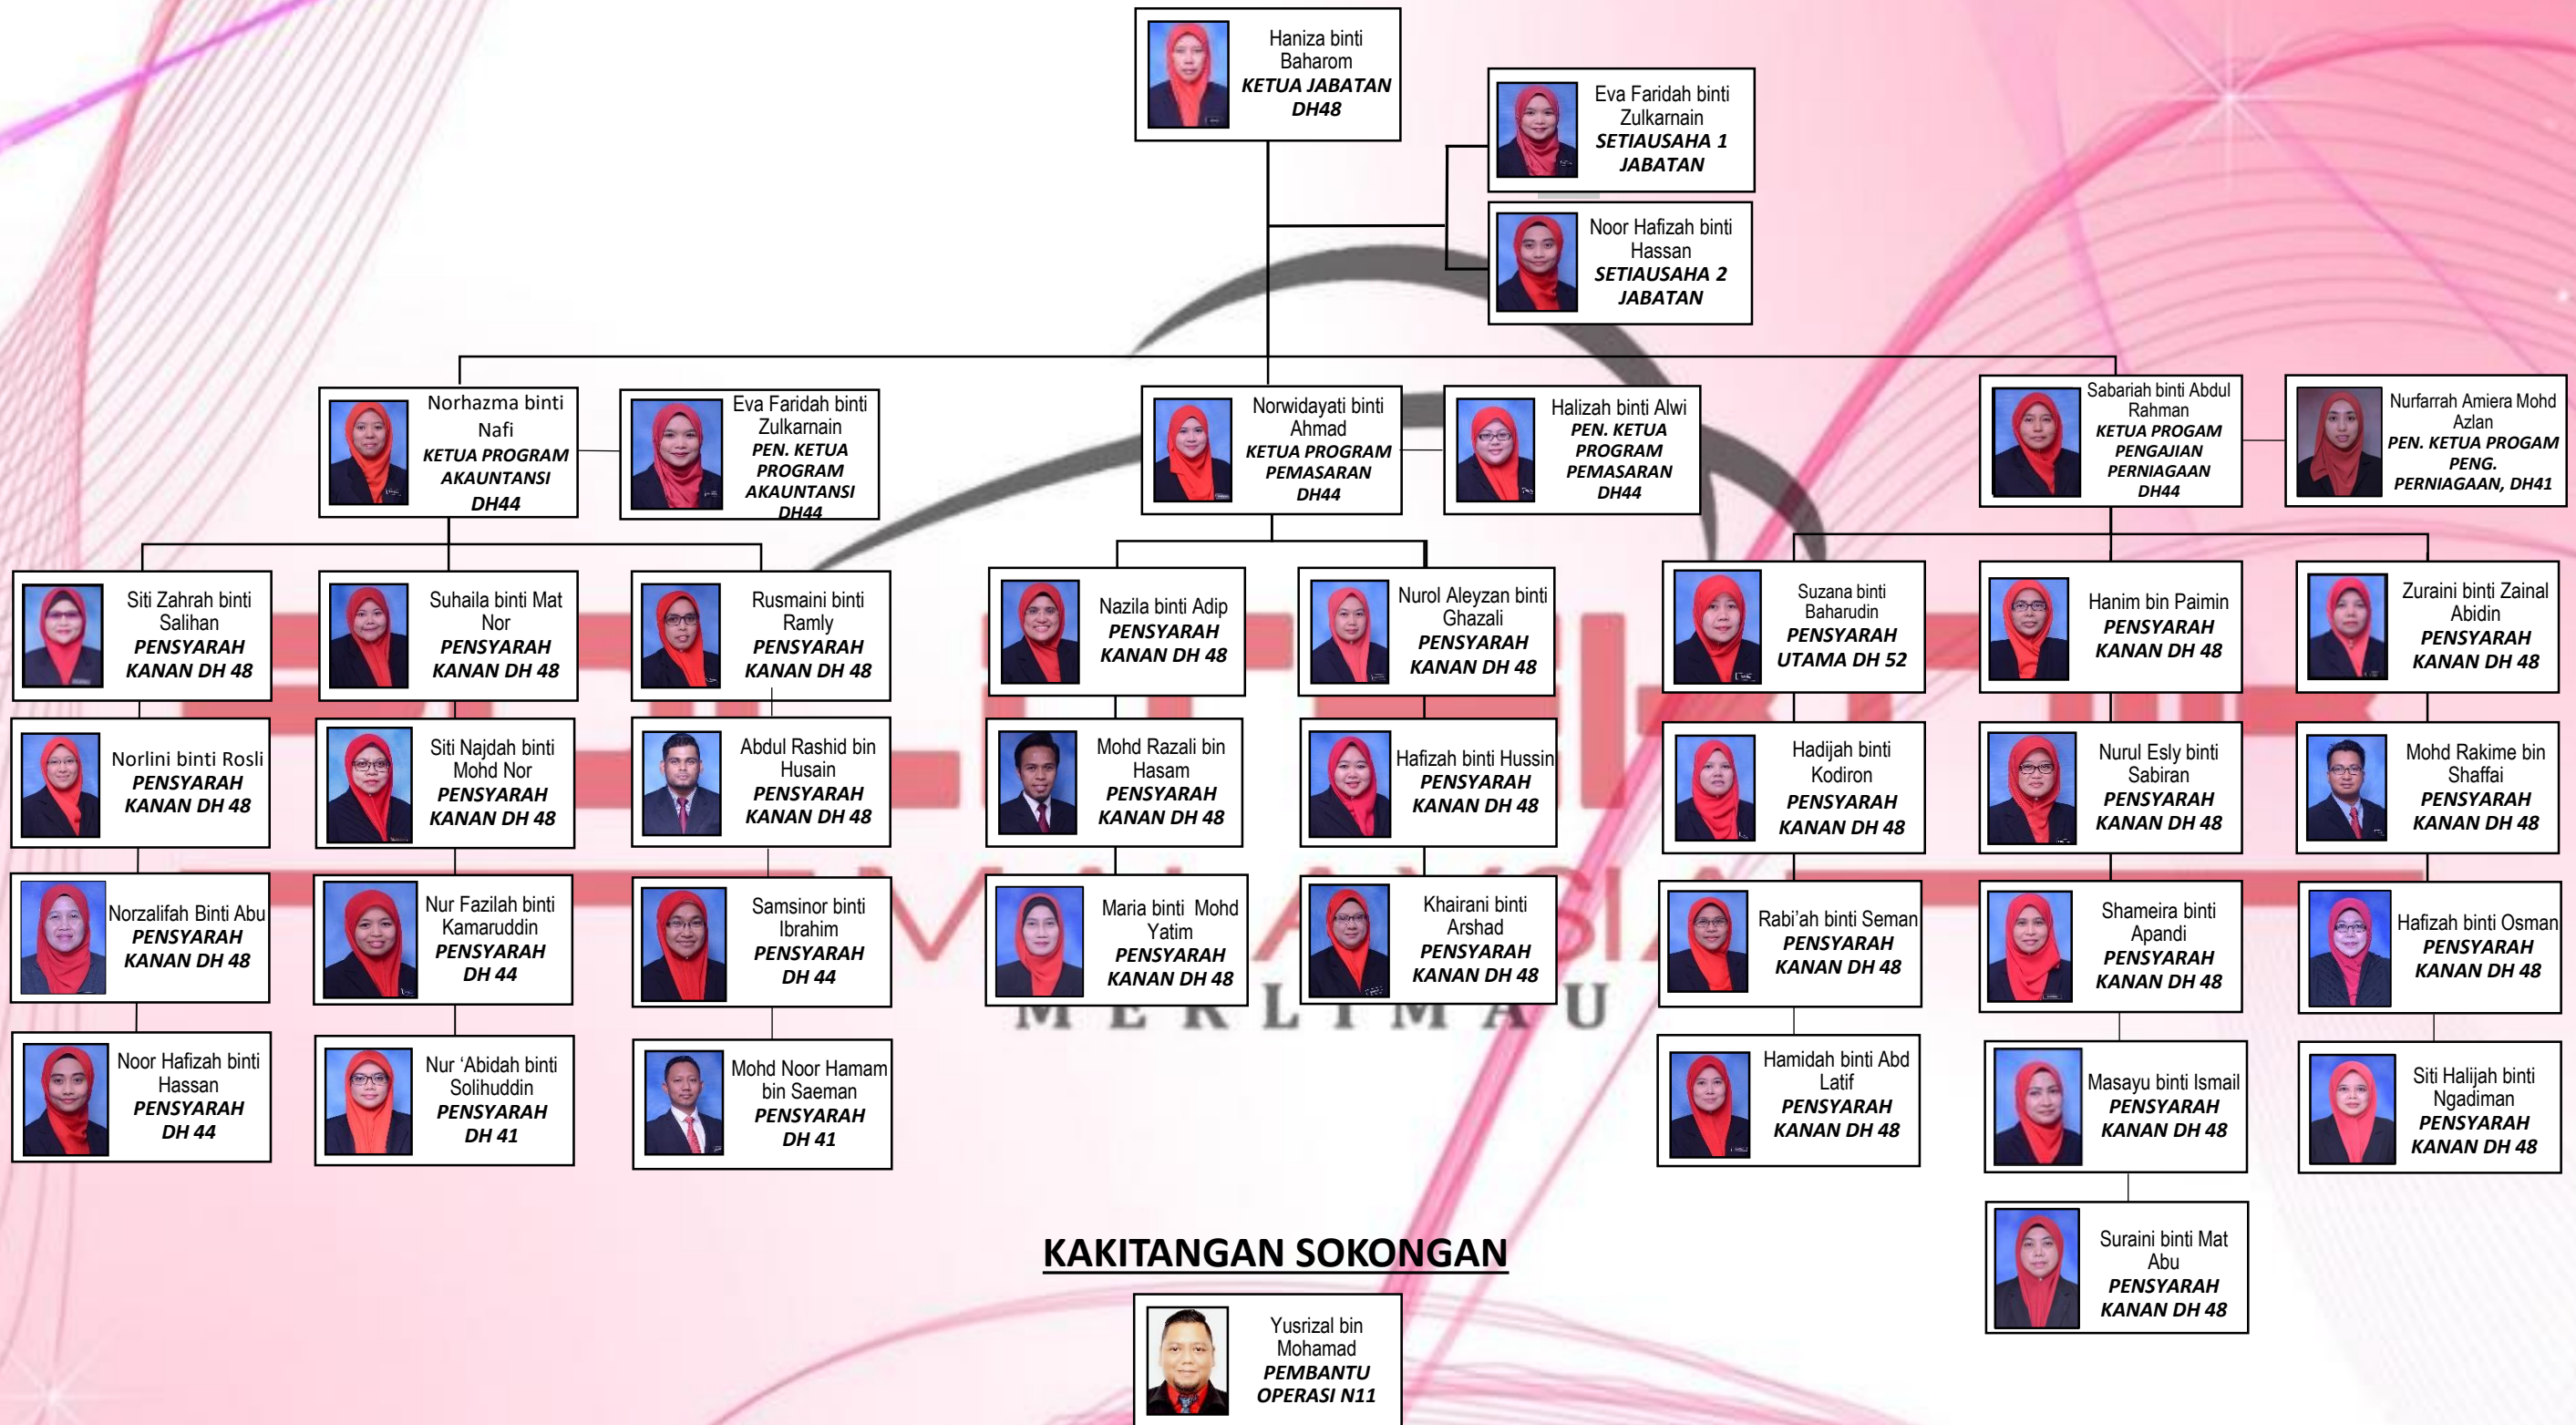 Haniza binti
Baharom
KETUA JABATAN
DH48
Eva Faridah binti
Zulkarnain
SETIAUSAHA 1
JABATAN
Noor Hafizah binti
Hassan
SETIAUSAHA 2
JABATAN
Norhazma binti
Nafi
KETUA PROGRAM
AKAUNTANSI
DH44
Eva Faridah binti
Zulkarnain
PEN. KETUA
PROGRAM
AKAUNTANSI
DH44
Norwidayati binti
Ahmad
KETUA PROGRAM
PEMASARAN
DH44
Halizah binti Alwi
PEN. KETUA
PROGRAM
PEMASARAN
DH44
Sabariah binti Abdul
Rahman
KETUA PROGAM
PENGAJIAN
PERNIAGAAN
DH44
Nurfarrah Amiera Mohd
Azlan
PEN. KETUA PROGAM
PENG.
PERNIAGAAN, DH41
Siti Zahrah binti
Salihan
PENSYARAH
KANAN DH 48
Suhaila binti Mat
Nor
PENSYARAH
KANAN DH 48
Rusmaini binti
Ramly
PENSYARAH
KANAN DH 48
Nazila binti Adip
PENSYARAH
KANAN DH 48
Nurol Aleyzan binti
Ghazali
PENSYARAH
KANAN DH 48
Suzana binti
Baharudin
PENSYARAH
UTAMA DH 52
Hanim bin Paimin
PENSYARAH
KANAN DH 48
Zuraini binti Zainal
Abidin
PENSYARAH
KANAN DH 48
Norlini binti Rosli
PENSYARAH
KANAN DH 48
Siti Najdah binti
Mohd Nor
PENSYARAH
KANAN DH 48
Abdul Rashid bin
Husain
PENSYARAH
KANAN DH 48
Mohd Razali bin
Hasam
PENSYARAH
KANAN DH 48
Hafizah binti Hussin
PENSYARAH
KANAN DH 48
Hadijah binti
Kodiron
PENSYARAH
KANAN DH 48
Nurul Esly binti
Sabiran
PENSYARAH
KANAN DH 48
Mohd Rakime bin
Shaffai
PENSYARAH
KANAN DH 48
Norzalifah Binti Abu
PENSYARAH
KANAN DH 48
Nur Fazilah binti
Kamaruddin
PENSYARAH
DH 44
Samsinor binti
Ibrahim
PENSYARAH
DH 44
Maria binti Mohd
Yatim
PENSYARAH
KANAN DH 48
Khairani binti
Arshad
PENSYARAH
KANAN DH 48
Rabi’ah binti Seman
PENSYARAH
KANAN DH 48
Shameira binti
Apandi
PENSYARAH
KANAN DH 48
Hafizah binti Osman
PENSYARAH
KANAN DH 48
MERLIMAU
Noor Hafizah binti
Hassan
PENSYARAH
DH 44
Nur ‘Abidah binti
Solihuddin
PENSYARAH
DH 41
Mohd Noor Hamam
bin Saeman
PENSYARAH
DH 41
Hamidah binti Abd
Latif
PENSYARAH
KANAN DH 48
Masayu binti Ismail
PENSYARAH
KANAN DH 48
Siti Halijah binti
Ngadiman
PENSYARAH
KANAN DH 48
Suraini binti Mat
Abu
PENSYARAH
KANAN DH 48
KAKITANGAN SOKONGAN
Yusrizal bin
Mohamad
PEMBANTU
OPERASI N11